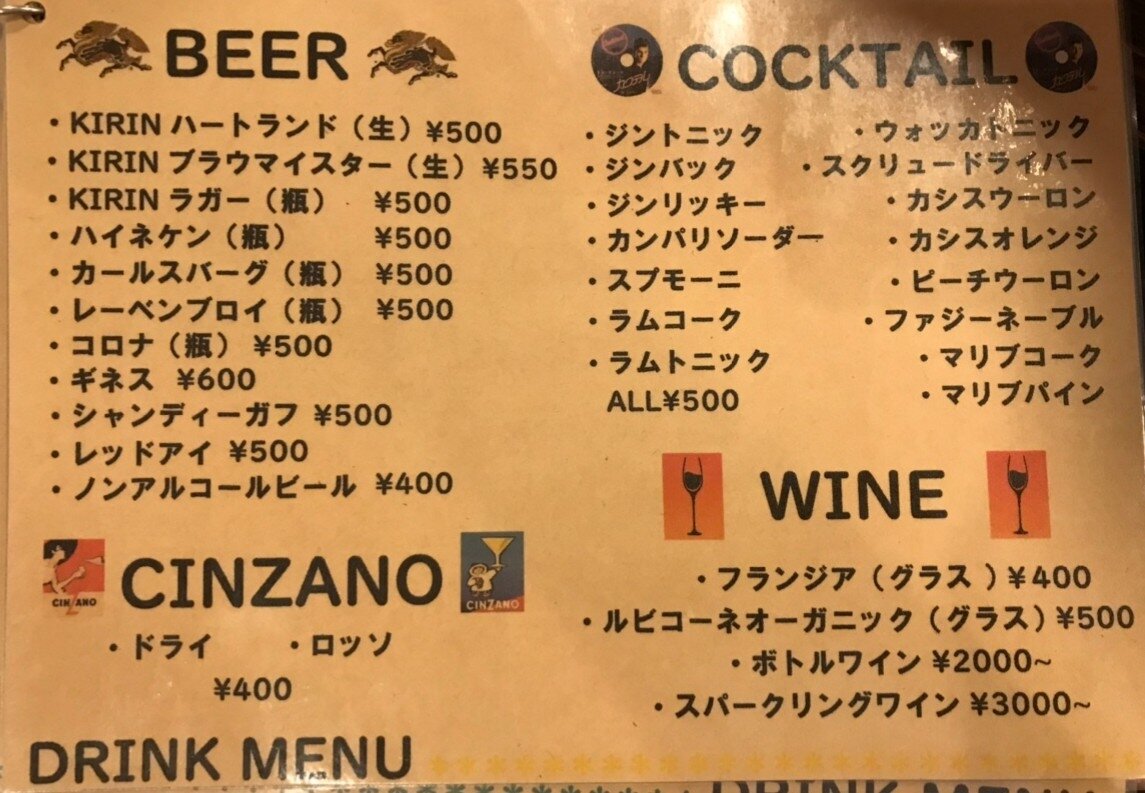 BEER
・KIRIN ハートランド（生）¥500
・KIRIN ブラウマイスター（生）¥550
・KIRIN ラガー（瓶） ¥500
・ハイネケン（瓶） ¥500
・カールスバーグ（瓶） ¥500
・レーベンブロイ（瓶） ¥500
・コロナ（瓶） ¥500
・ギネス ¥600
・シャンディーガフ ¥500
・レッドアイ ¥500
・ノンアルコールビール ¥400
CINZANO
CINZANO
CINZANO
・ドライ ・ロッソ
¥400
COCKTAIL
カクテル
・ジントニック ・ウォッカトニック
・ジンバック ・スクリュードライバー
・ジンリッキー ・カシスウーロン
・カンパリソーダー ・カシスオレンジ
・スプモーニ ・ピーチウーロン
・ラムコーク ・ファジーネーブル
・ラムトニック ・マリブコーク
ALL¥500 ・マリブパイン
WINE
・フランジア（グラス ）¥400
・ルビコーネオーガニック（グラス）¥500
・ボトルワイン ¥2000~
・スパークリングワイン ¥3000~
DRINK MENU
DRINK MENU